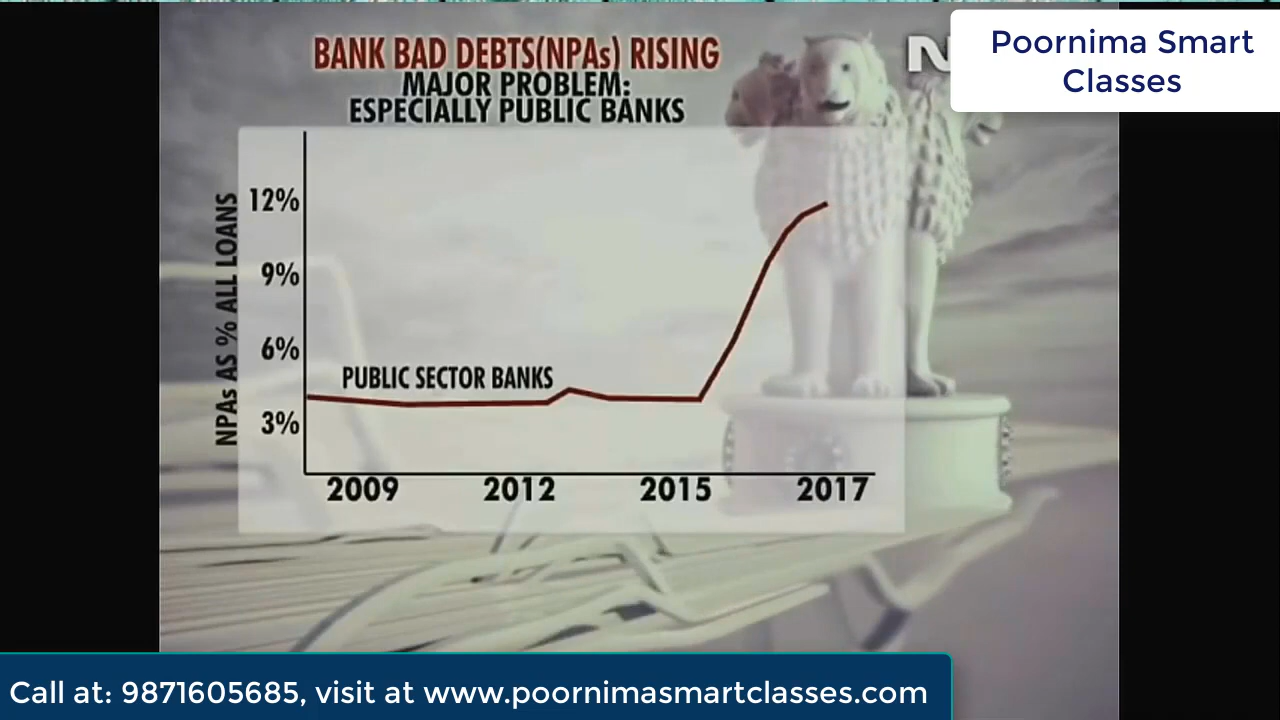 BANK BAD DEBTS(NPAs) RISING
MAJOR PROBLEM:
ESPECIALLY PUBLIC BANKS
Poornima Smart
Classes
NPAs AS % ALL LOANS
12%
9%
6%
3%
PUBLIC SECTOR BANKS
2009 2012 2015 2017
Call at: 9871605685, visit at www.poornimasmartclasses.com